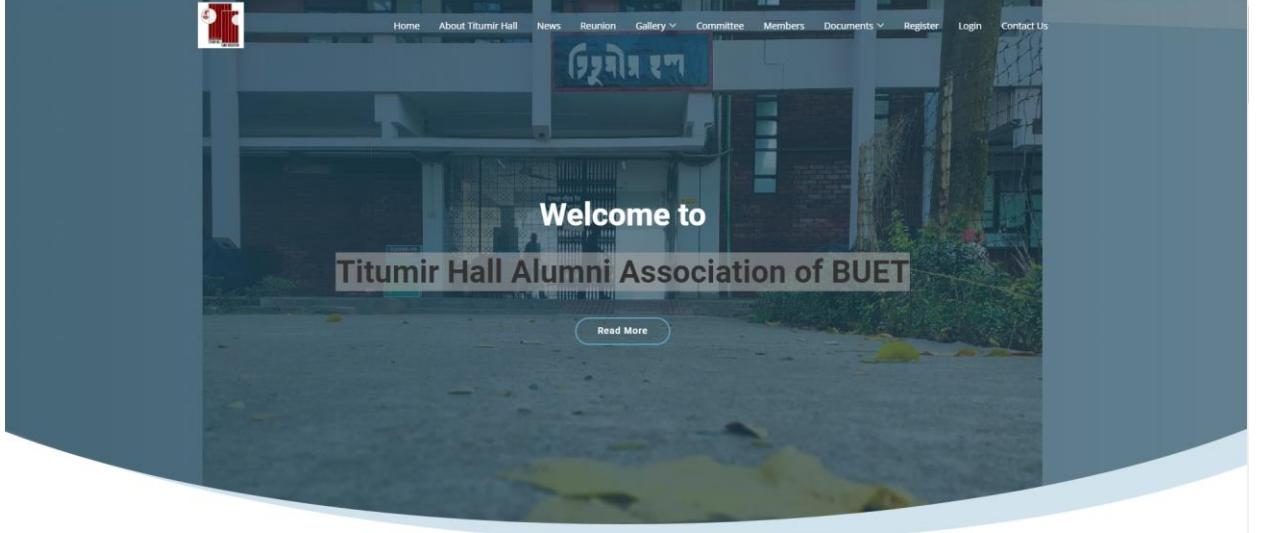 Home About Titumir Hall News Reunion Gallery Committee Members Documents Register Login Contact Us
তিতুমীর হল
Welcome to
Titumir Hall Alumni Association of BUET
Read More